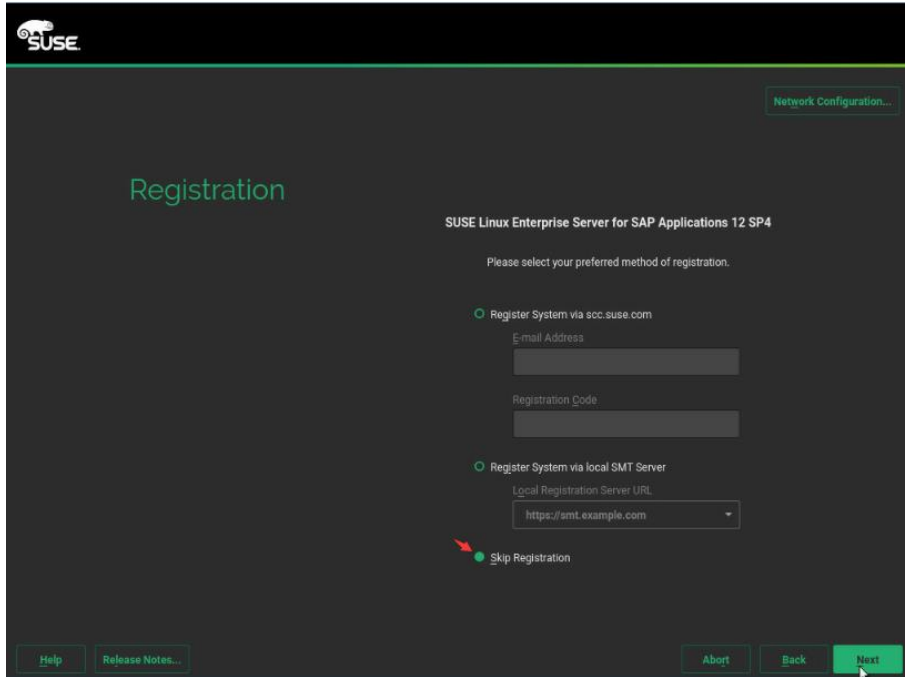 SUSE.
Network Configuration...
Registration
SUSE Linux Enterprise Server for SAP Applications 12 SP4
Please select your preferred method of registration.
Register System via scc.suse.com
E-mail Address
Registration Code
Register System via local SMT Server
Local Registration Server URL
https://smt.example.com
Skip Registration
Help Release Notes... Abort Back Next